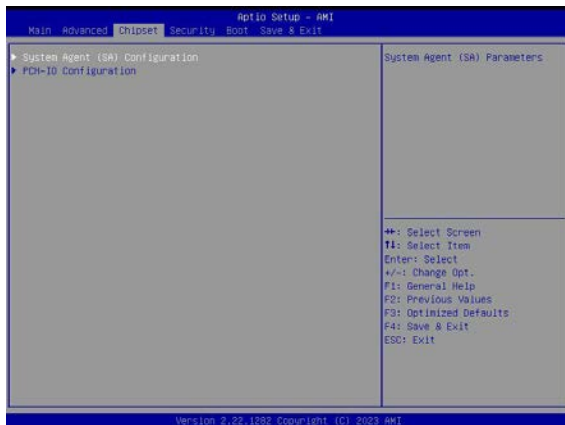 Aptio Setup - AMI
Main Advanced Chipset Security Boot Save & Exit
System Agent (SA) Configuration
PCH-IO Configuration
System Agent (SA) Parameters
→←: Select Screen
↑↓: Select Item
Enter: Select
+/-: Change Opt.
F1: General Help
F2: Previous Values
F3: Optimized Defaults
F4: Save & Exit
ESC: Exit
Version 2.22.1282 Copyright (C) 2023 AMI